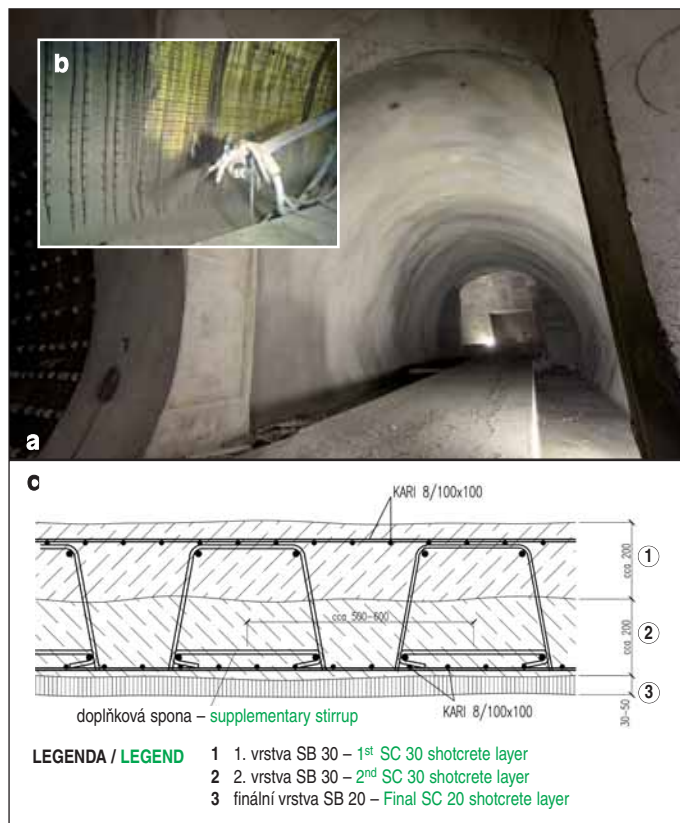 b
a
c
KARI 8/100x100
cca 200
1
cca 500-600
cca 200
2
3
30-50
KARI 8/100x100
doplňková spona – supplementary stirrup
LEGENDA / LEGEND
1 1. vrstva SB 30 – 1st SC 30 shotcrete layer
2 2. vrstva SB 30 – 2nd SC 30 shotcrete layer
3 finální vrstva SB 20 – Final SC 20 shotcrete layer